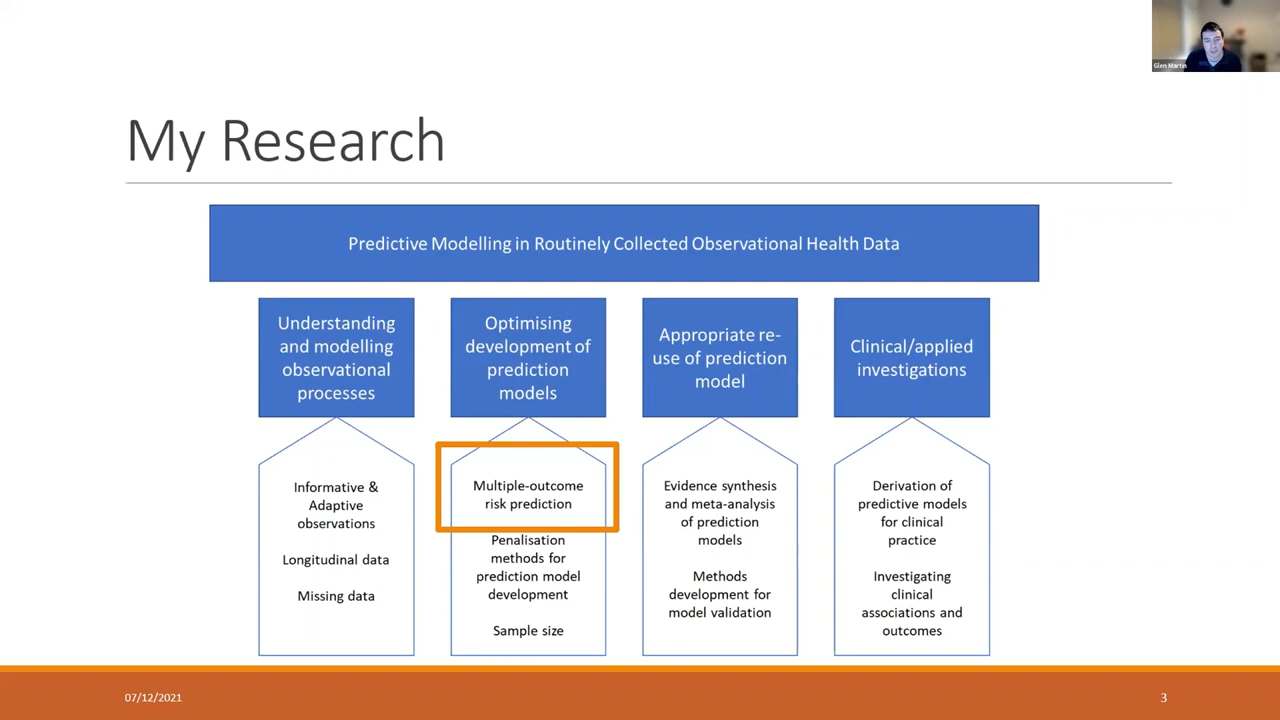 Glen Martin
My Research
Predictive Modelling in Routinely Collected Observational Health Data
Understanding
and modelling
observational
processes
Optimising
development of
prediction
models
Appropriate re-
use of prediction
model
Clinical/applied
investigations
Informative &
Adaptive
observations
Longitudinal data
Missing data
Multiple-outcome
risk prediction
Penalisation
methods for
prediction model
development
Sample size
Evidence synthesis
and meta-analysis
of prediction
models
Methods
development for
model validation
Derivation of
predictive models
for clinical
practice
Investigating
clinical
associations and
outcomes
07/12/2021
3